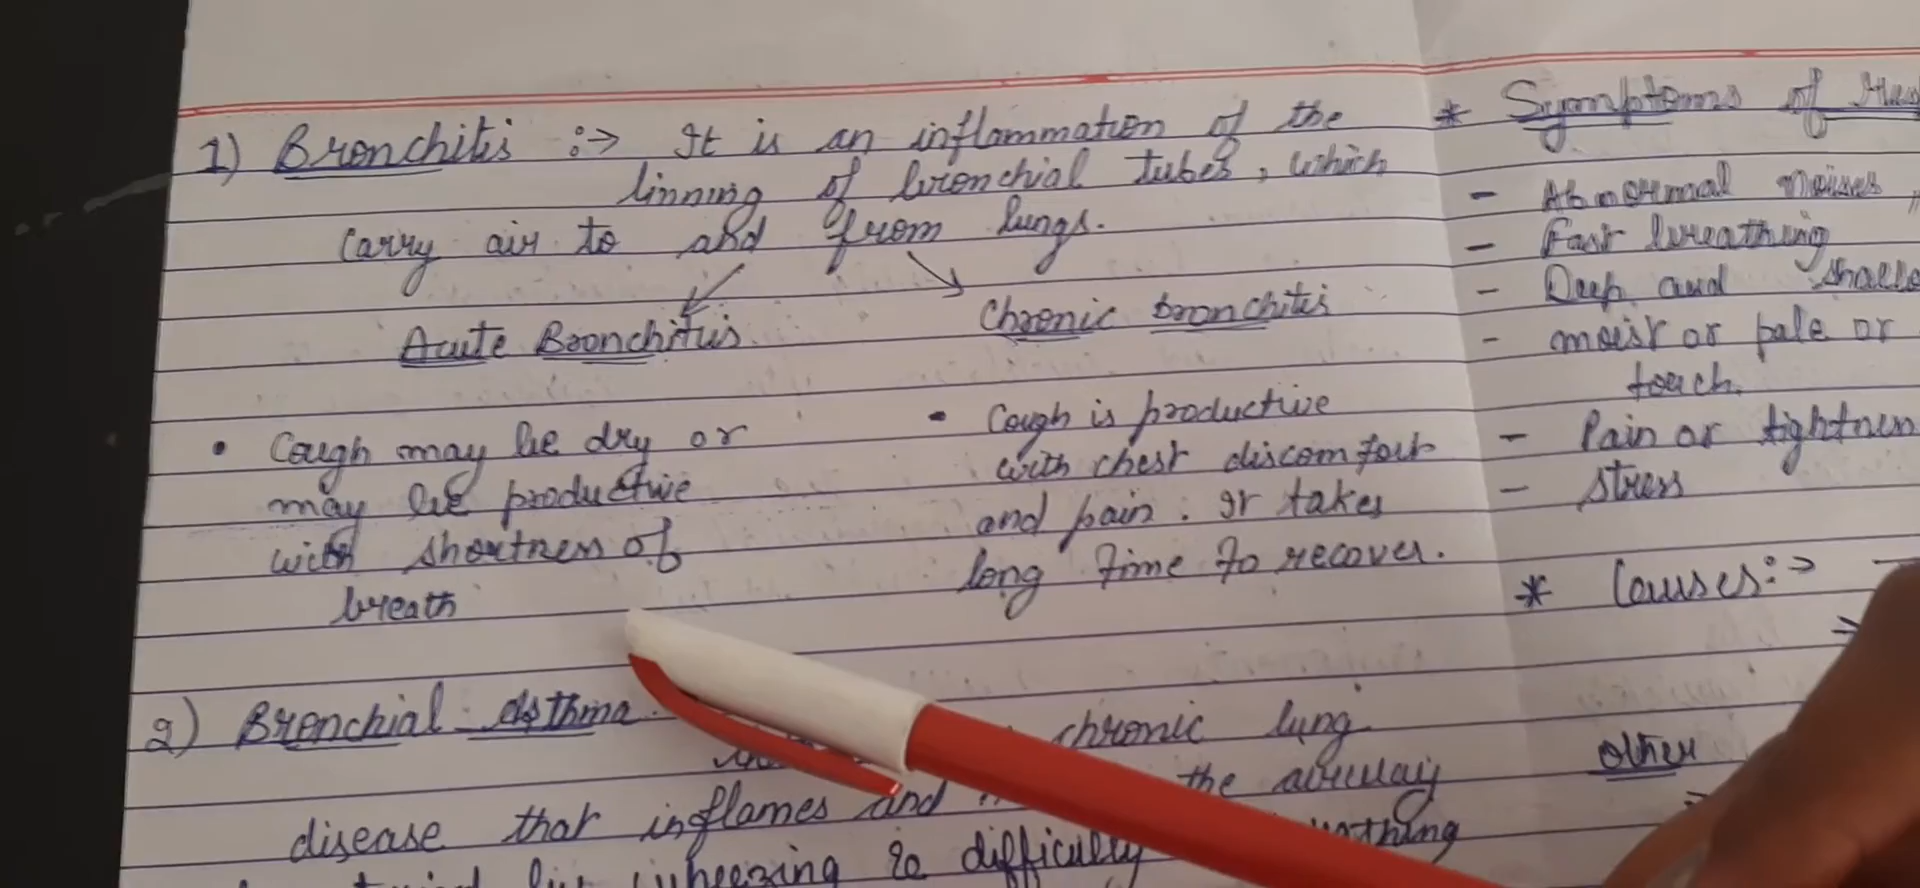 1) Bronchitis :-> It is an inflammation of the
linning of bronchial tubes, which
carry air to and from lungs.
Acute Bronchitis
Chronic bronchitis
• Cough may be dry or
may be productive
with shortness of
breath
• Cough is productive
with chest discomfort
and pain. It takes
long time to recover.
2) Bronchial asthma
chronic lung
disease that inflames and the airway
by wheezing & difficulty
* Symptoms of
- Abnormal noises
- Fast breathing
- Deep and
- moist or pale or
touch.
- Pain or
- stress
* Causes:->
other